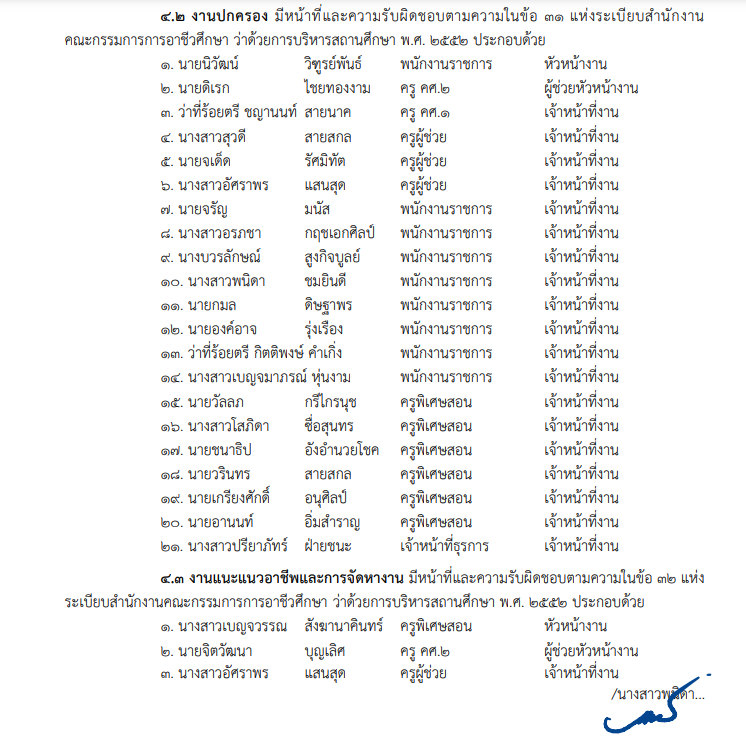 ๔.๒ งานปกครอง มีหน้าที่และความรับผิดชอบตามความในข้อ ๓๑ แห่งระเบียบสำนักงาน
คณะกรรมการการอาชีวศึกษา ว่าด้วยการบริหารสถานศึกษา พ.ศ. ๒๕๕๒ ประกอบด้วย
๑. นายนิวัฒน์ วิฑูรย์พันธ์ พนักงานราชการ หัวหน้างาน
๒. นายดิเรก ไชยทองงาม ครู คศ.๒ ผู้ช่วยหัวหน้างาน
๓. ว่าที่ร้อยตรี ชญานนท์ สายนาค ครู คศ.๑ เจ้าหน้าที่งาน
๔. นางสาวสุวดี สายสกล ครูผู้ช่วย เจ้าหน้าที่งาน
๕. นายจเด็ด รัศมิทัต ครูผู้ช่วย เจ้าหน้าที่งาน
๖. นางสาวอัศราพร แสนสุด ครูผู้ช่วย เจ้าหน้าที่งาน
๗. นายจรัญ มนัส พนักงานราชการ เจ้าหน้าที่งาน
๘. นางสาวอรภชา กฤชเอกศิลป์ พนักงานราชการ เจ้าหน้าที่งาน
๙. นางบวรลักษณ์ สูงกิจบูลย์ พนักงานราชการ เจ้าหน้าที่งาน
๑๐. นางสาวพนิดา ชมยินดี พนักงานราชการ เจ้าหน้าที่งาน
๑๑. นายกมล ดิษฐาพร พนักงานราชการ เจ้าหน้าที่งาน
๑๒. นายองค์อาจ รุ่งเรือง พนักงานราชการ เจ้าหน้าที่งาน
๑๓. ว่าที่ร้อยตรี กิตติพงษ์ คำเกิ่ง พนักงานราชการ เจ้าหน้าที่งาน
๑๔. นางสาวเบญจมาภรณ์ หุ่นงาม พนักงานราชการ เจ้าหน้าที่งาน
๑๕. นายวัลลภ กรีไกรนุช ครูพิเศษสอน เจ้าหน้าที่งาน
๑๖. นางสาวโสภิดา ซื่อสุนทร ครูพิเศษสอน เจ้าหน้าที่งาน
๑๗. นายชนาธิป อังอำนวยโชค ครูพิเศษสอน เจ้าหน้าที่งาน
๑๘. นายวรินทร สายสกล ครูพิเศษสอน เจ้าหน้าที่งาน
๑๙. นายเกรียงศักดิ์ อนุศิลป์ ครูพิเศษสอน เจ้าหน้าที่งาน
๒๐. นายอานนท์ อิ่มสำราญ ครูพิเศษสอน เจ้าหน้าที่งาน
๒๑. นางสาวปรียาภัทร์ ฝ่ายชนะ เจ้าหน้าที่ธุรการ เจ้าหน้าที่งาน
๔.๓ งานแนะแนวอาชีพและการจัดหางาน มีหน้าที่และความรับผิดชอบตามความในข้อ ๓๒ แห่ง
ระเบียบสำนักงานคณะกรรมการการอาชีวศึกษา ว่าด้วยการบริหารสถานศึกษา พ.ศ. ๒๕๕๒ ประกอบด้วย
๑. นางสาวเบญจวรรณ สังฆานาคินทร์ ครูพิเศษสอน หัวหน้างาน
๒. นายจิตวัฒนา บุญเลิศ ครู คศ.๒ ผู้ช่วยหัวหน้างาน
๓. นางสาวอัศราพร แสนสุด ครูผู้ช่วย เจ้าหน้าที่งาน
/นางสาวพนิดา...